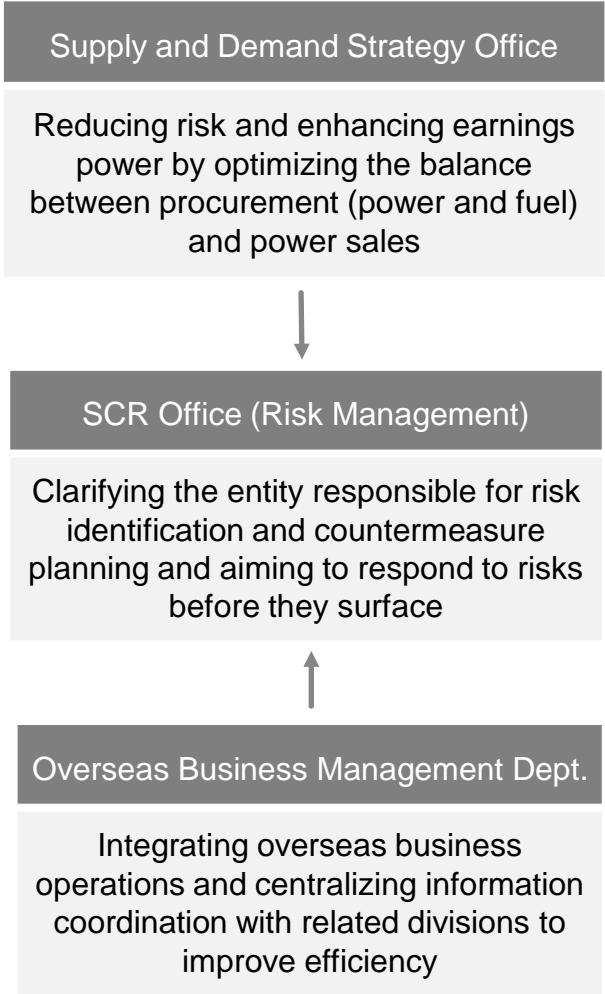 Supply and Demand Strategy Office
Reducing risk and enhancing earnings
power by optimizing the balance
between procurement (power and fuel)
and power sales
SCR Office (Risk Management)
Clarifying the entity responsible for risk
identification and countermeasure
planning and aiming to respond to risks
before they surface
Overseas Business Management Dept.
Integrating overseas business
operations and centralizing information
coordination with related divisions to
improve efficiency